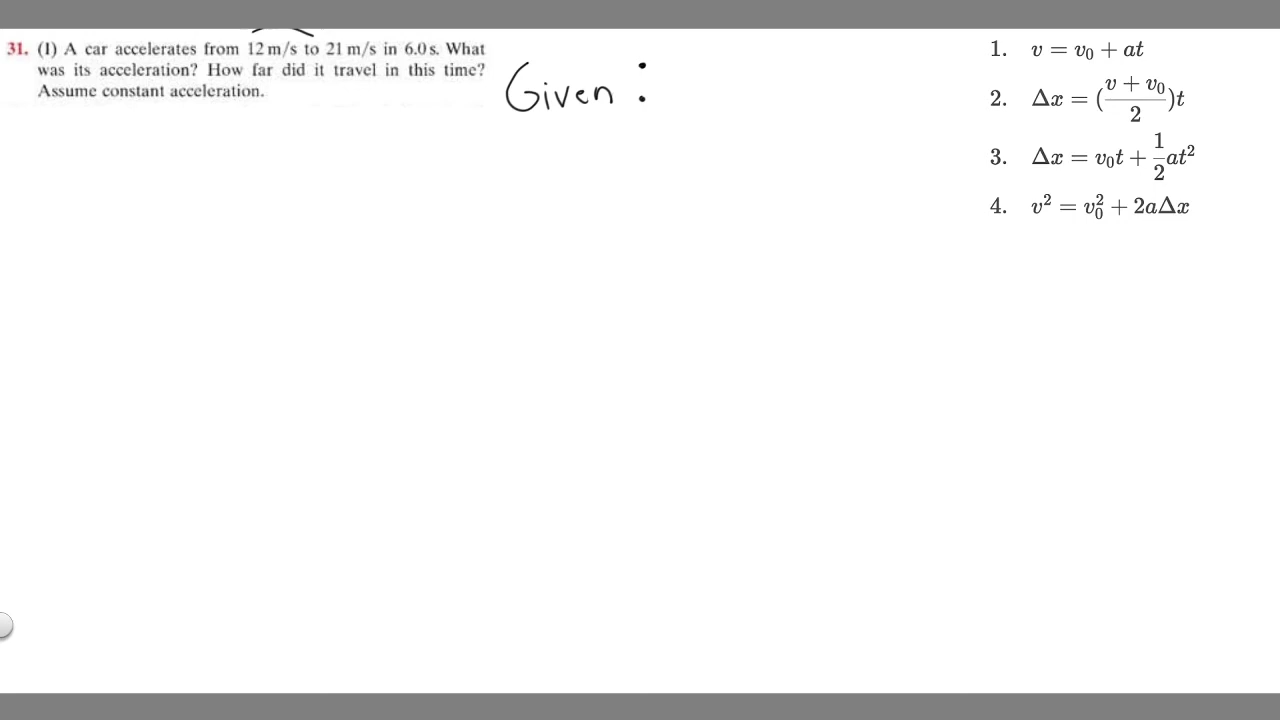 31. (I) A car accelerates from 12 m/s to 21 m/s in 6.0 s. What
was its acceleration? How far did it travel in this time?
Assume constant acceleration.
Given :
1. v = v₀ + at
2. Δx = (\frac{v + v₀}{2})t
3. Δx = v₀t + \frac{1}{2}at²
4. v² = v₀² + 2aΔx